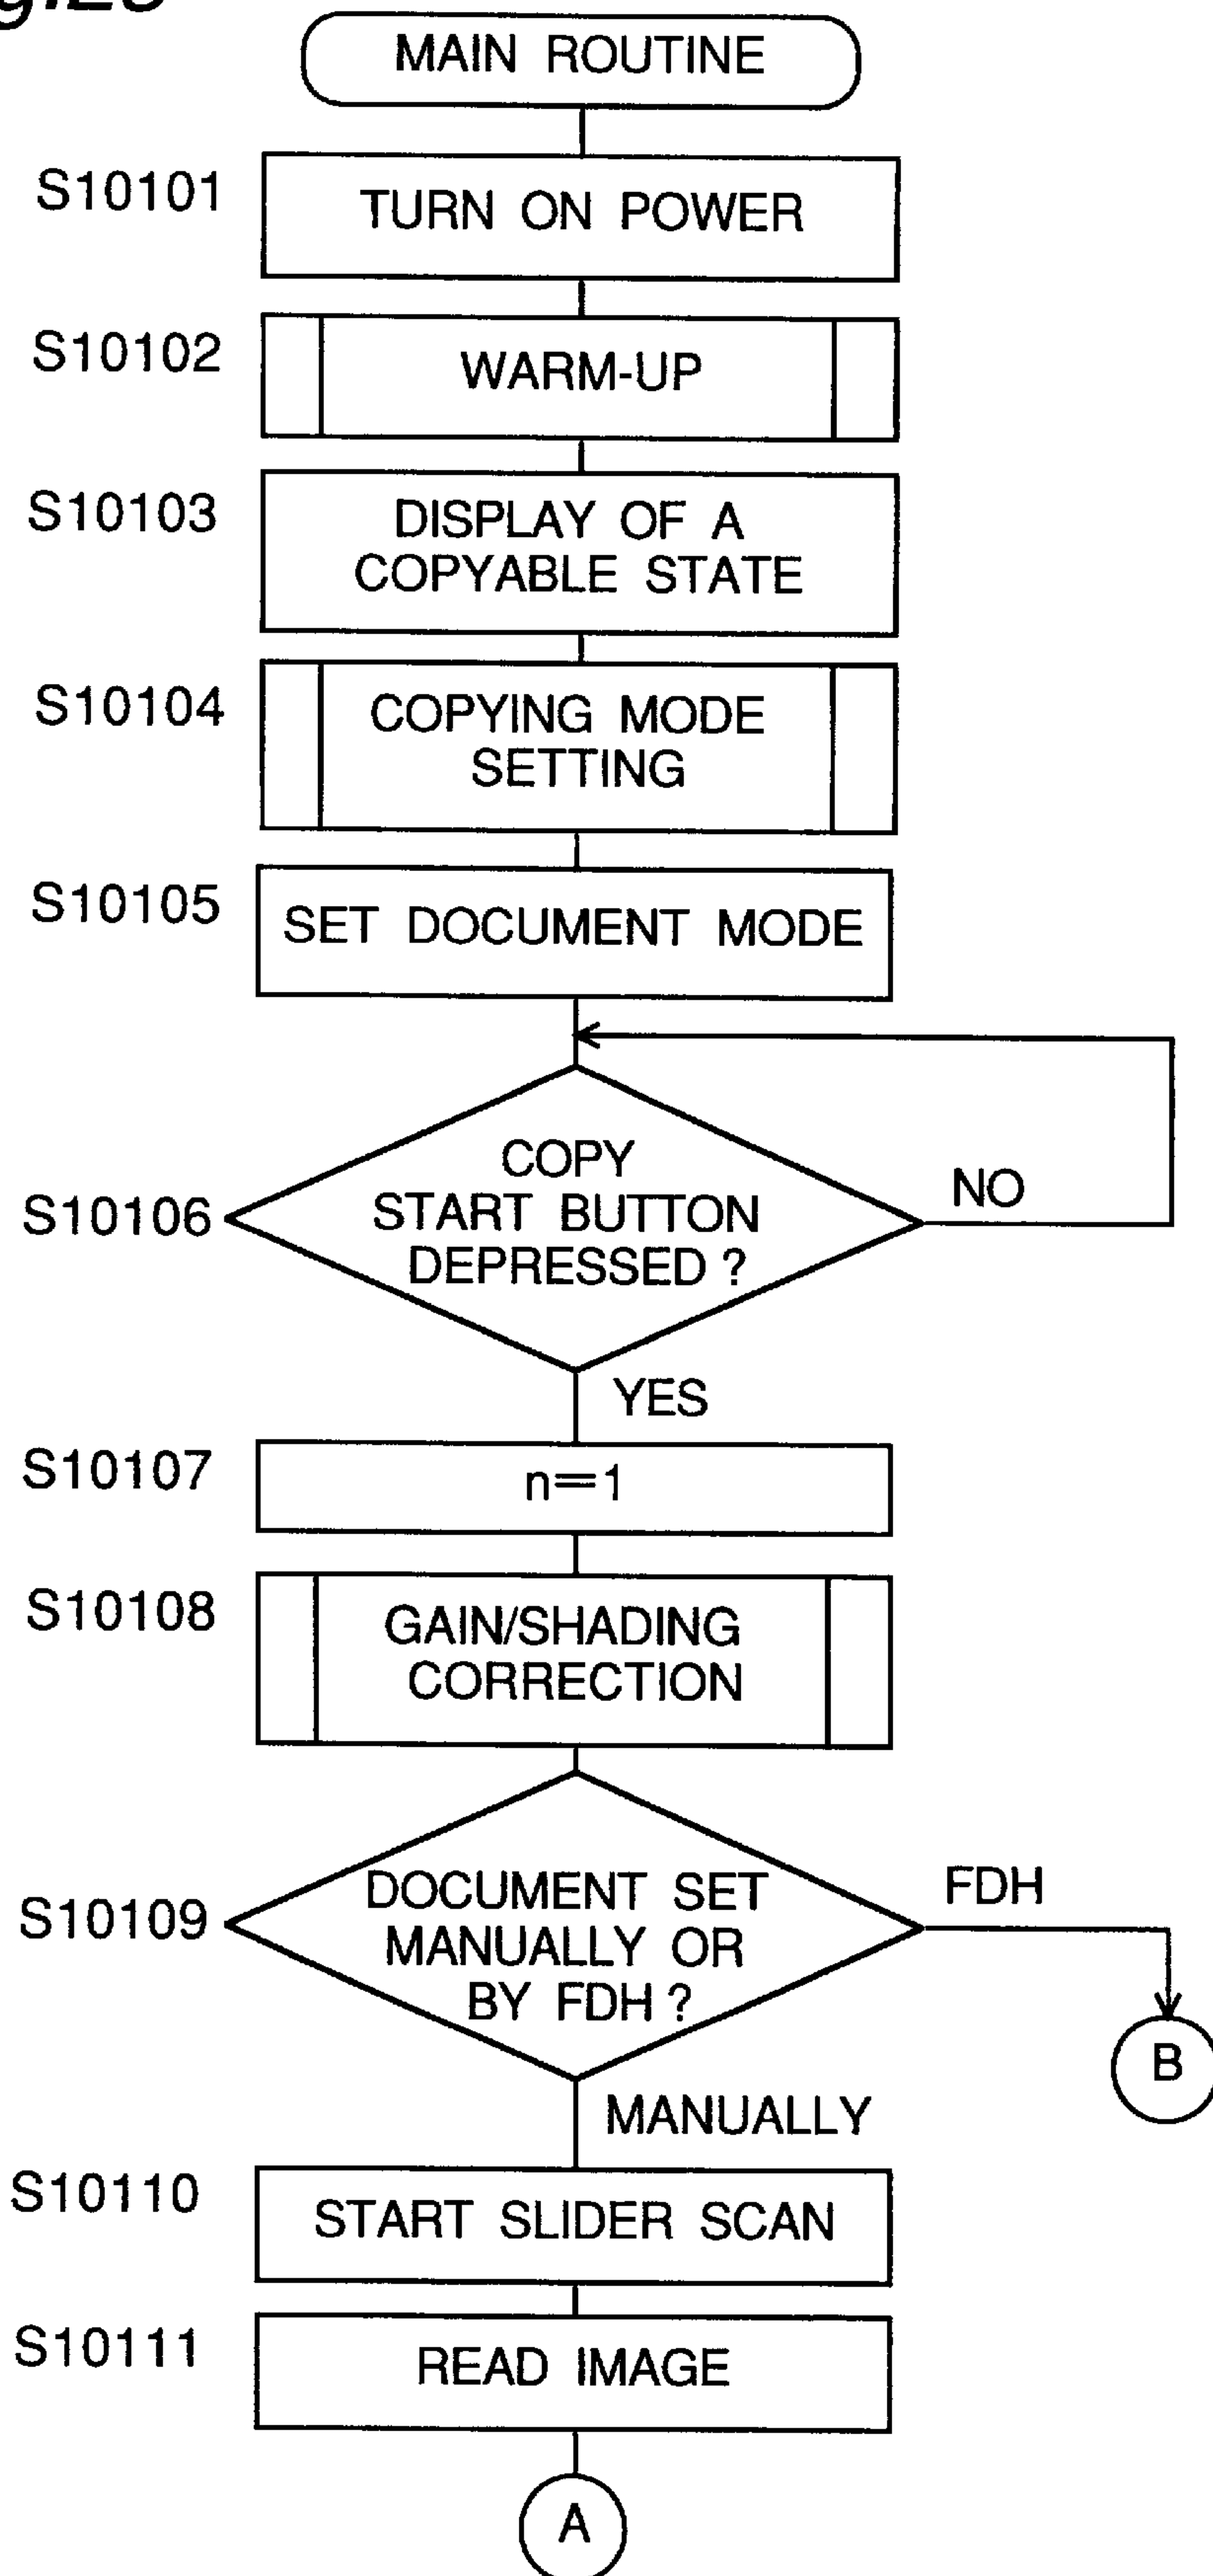 MAIN ROUTINE
S10101
TURN ON POWER
S10102
WARM-UP
S10103
DISPLAY OF A
COPYABLE STATE
S10104
COPYING MODE
SETTING
S10105
SET DOCUMENT MODE
S10106
COPY
START BUTTON
DEPRESSED ?
NO
YES
S10107
n=1
S10108
GAIN/SHADING
CORRECTION
S10109
DOCUMENT SET
MANUALLY OR
BY FDH ?
FDH
B
MANUALLY
S10110
START SLIDER SCAN
S10111
READ IMAGE
A